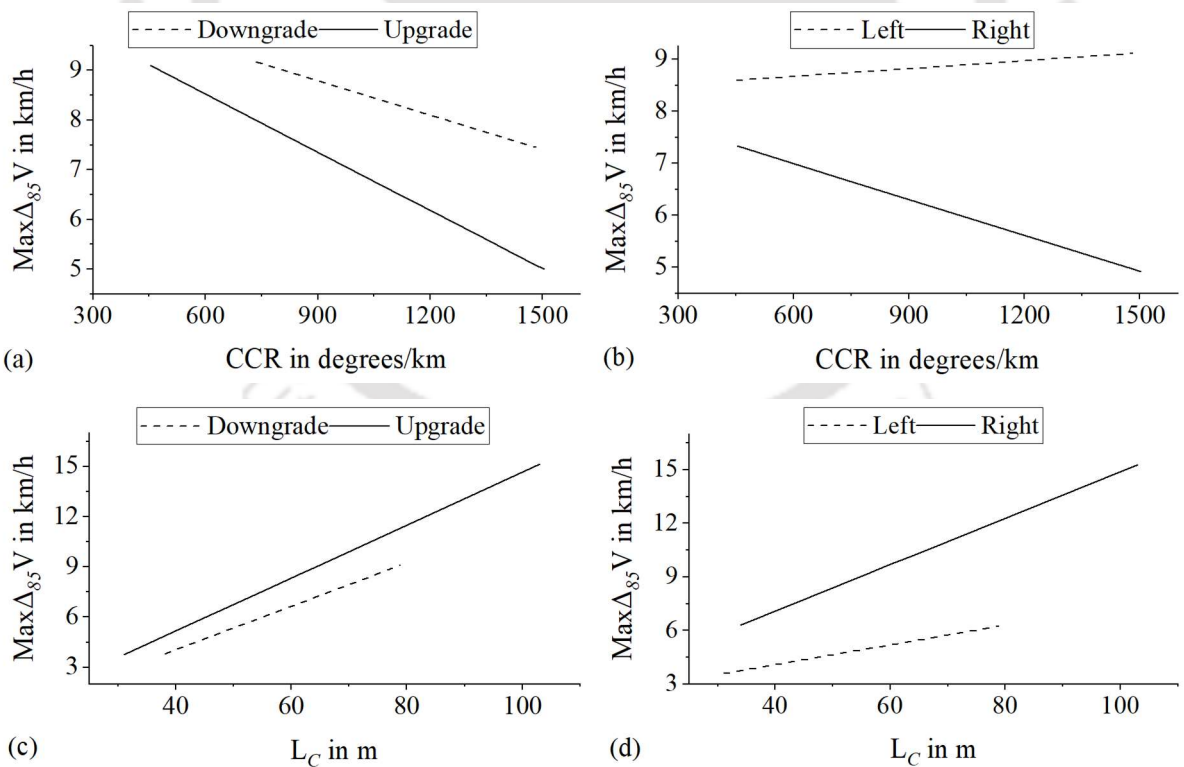 Downgrade Upgrade
MaxΔ85V in km/h
9
8
7
6
5
300 600 900 1200 1500
(a) CCR in degrees/km
Left Right
MaxΔ85V in km/h
9
8
7
6
5
300 600 900 1200 1500
(b) CCR in degrees/km
Downgrade Upgrade
MaxΔ85V in km/h
15
12
9
6
3
40 60 80 100
(c) LC in m
Left Right
MaxΔ85V in km/h
15
12
9
6
3
40 60 80 100
(d) LC in m